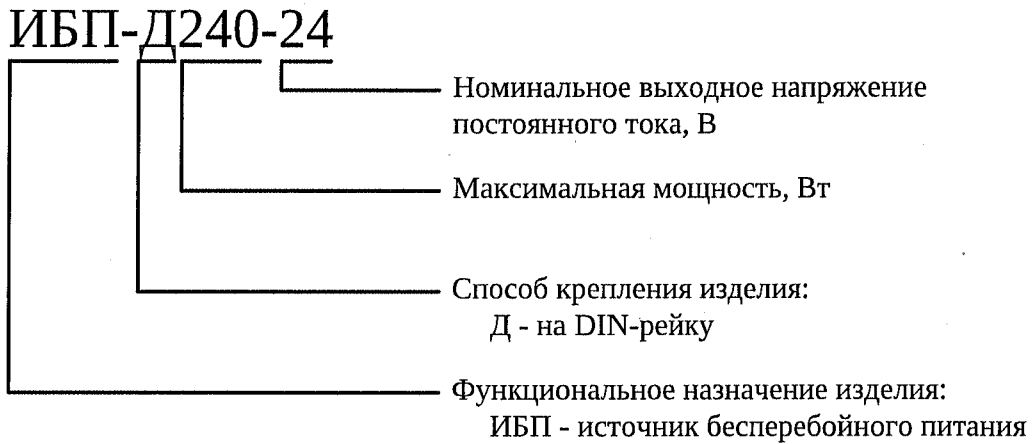 ИБП-Д240-24
Номинальное выходное напряжение
постоянного тока, В
Максимальная мощность, Вт
Способ крепления изделия:
Д - на DIN-рейку
Функциональное назначение изделия:
ИБП - источник бесперебойного питания